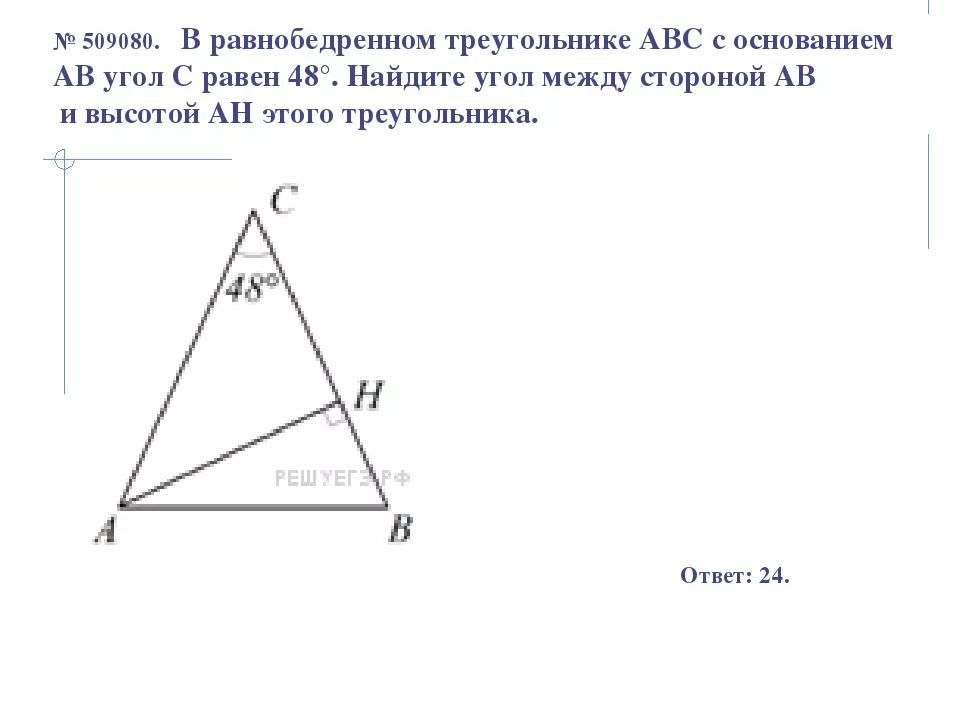 № 509080. В равнобедренном треугольнике ABC с основанием
AB угол C равен 48°. Найдите угол между стороной AB
и высотой AH этого треугольника.
C
48°
H
РЕШУЕГЭ.РФ
A
B
Ответ: 24.